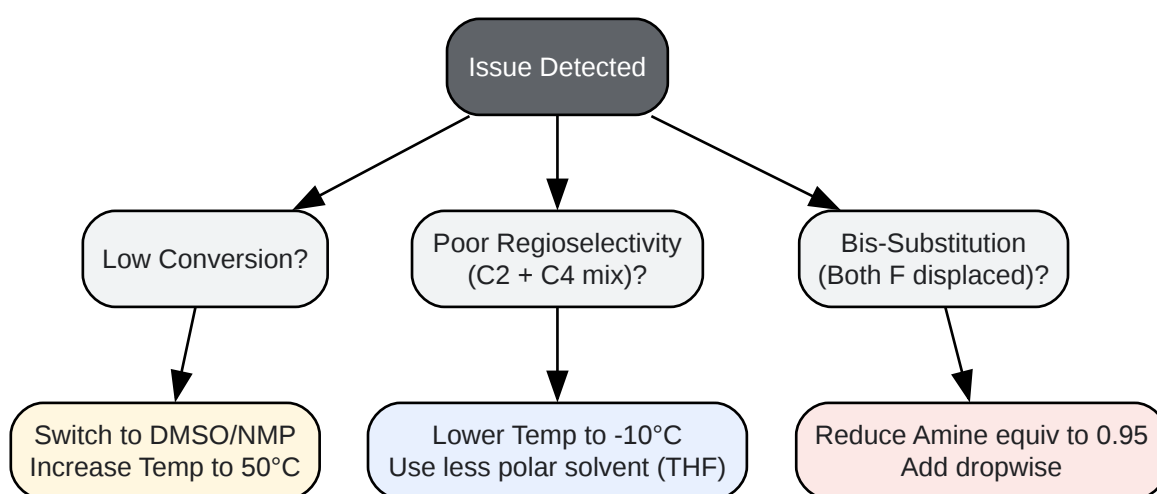 Issue Detected
Low Conversion?
Poor Regioselectivity
(C2 + C4 mix)?
Bis-Substitution
(Both F displaced)?
Switch to DMSO/NMP
Increase Temp to 50°C
Lower Temp to -10°C
Use less polar solvent (THF)
Reduce Amine equiv to 0.95
Add dropwise